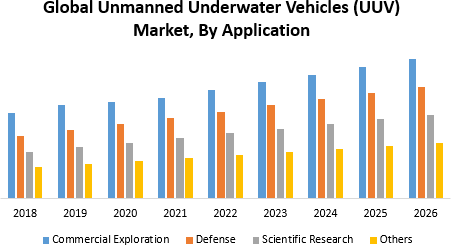 Global Unmanned Underwater Vehicles (UUV)
Market, By Application
2018 2019 2020 2021 2022 2023 2024 2025 2026
Commercial Exploration Defense Scientific Research Others